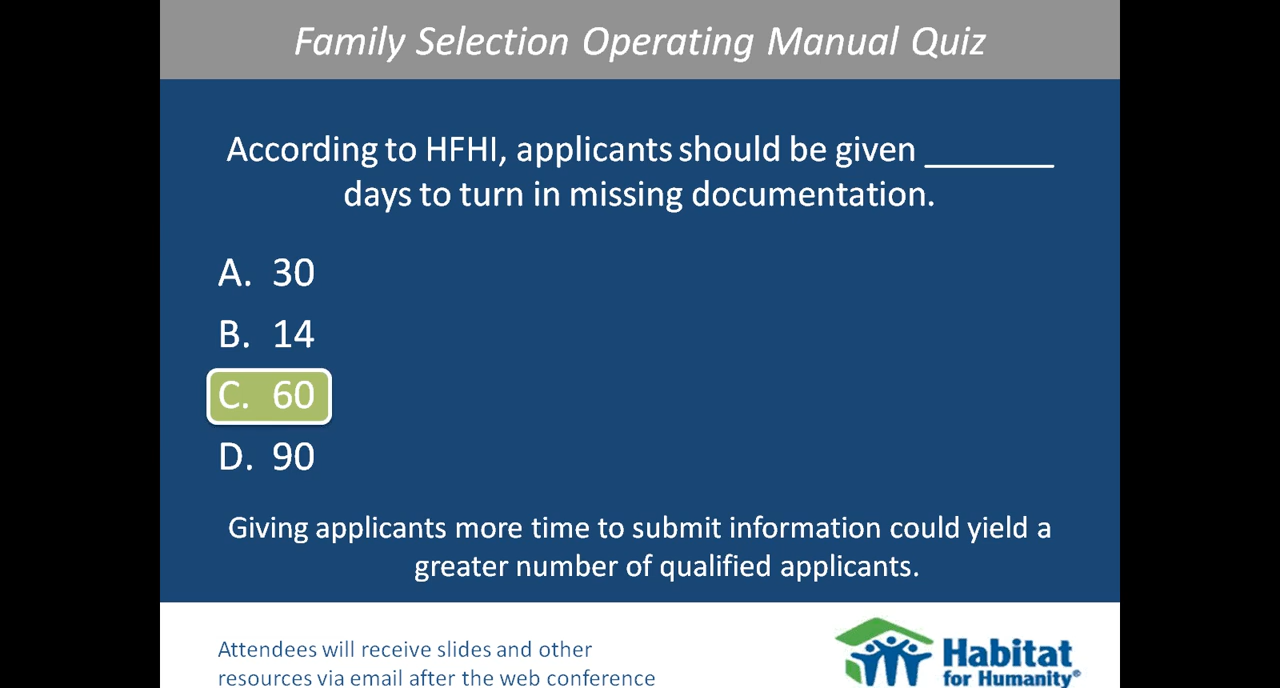 Family Selection Operating Manual Quiz
According to HFHI, applicants should be given _______
days to turn in missing documentation.
A. 30
B. 14
C. 60
D. 90
Giving applicants more time to submit information could yield a
greater number of qualified applicants.
Attendees will receive slides and other
resources via email after the web conference
Habitat
for Humanity®